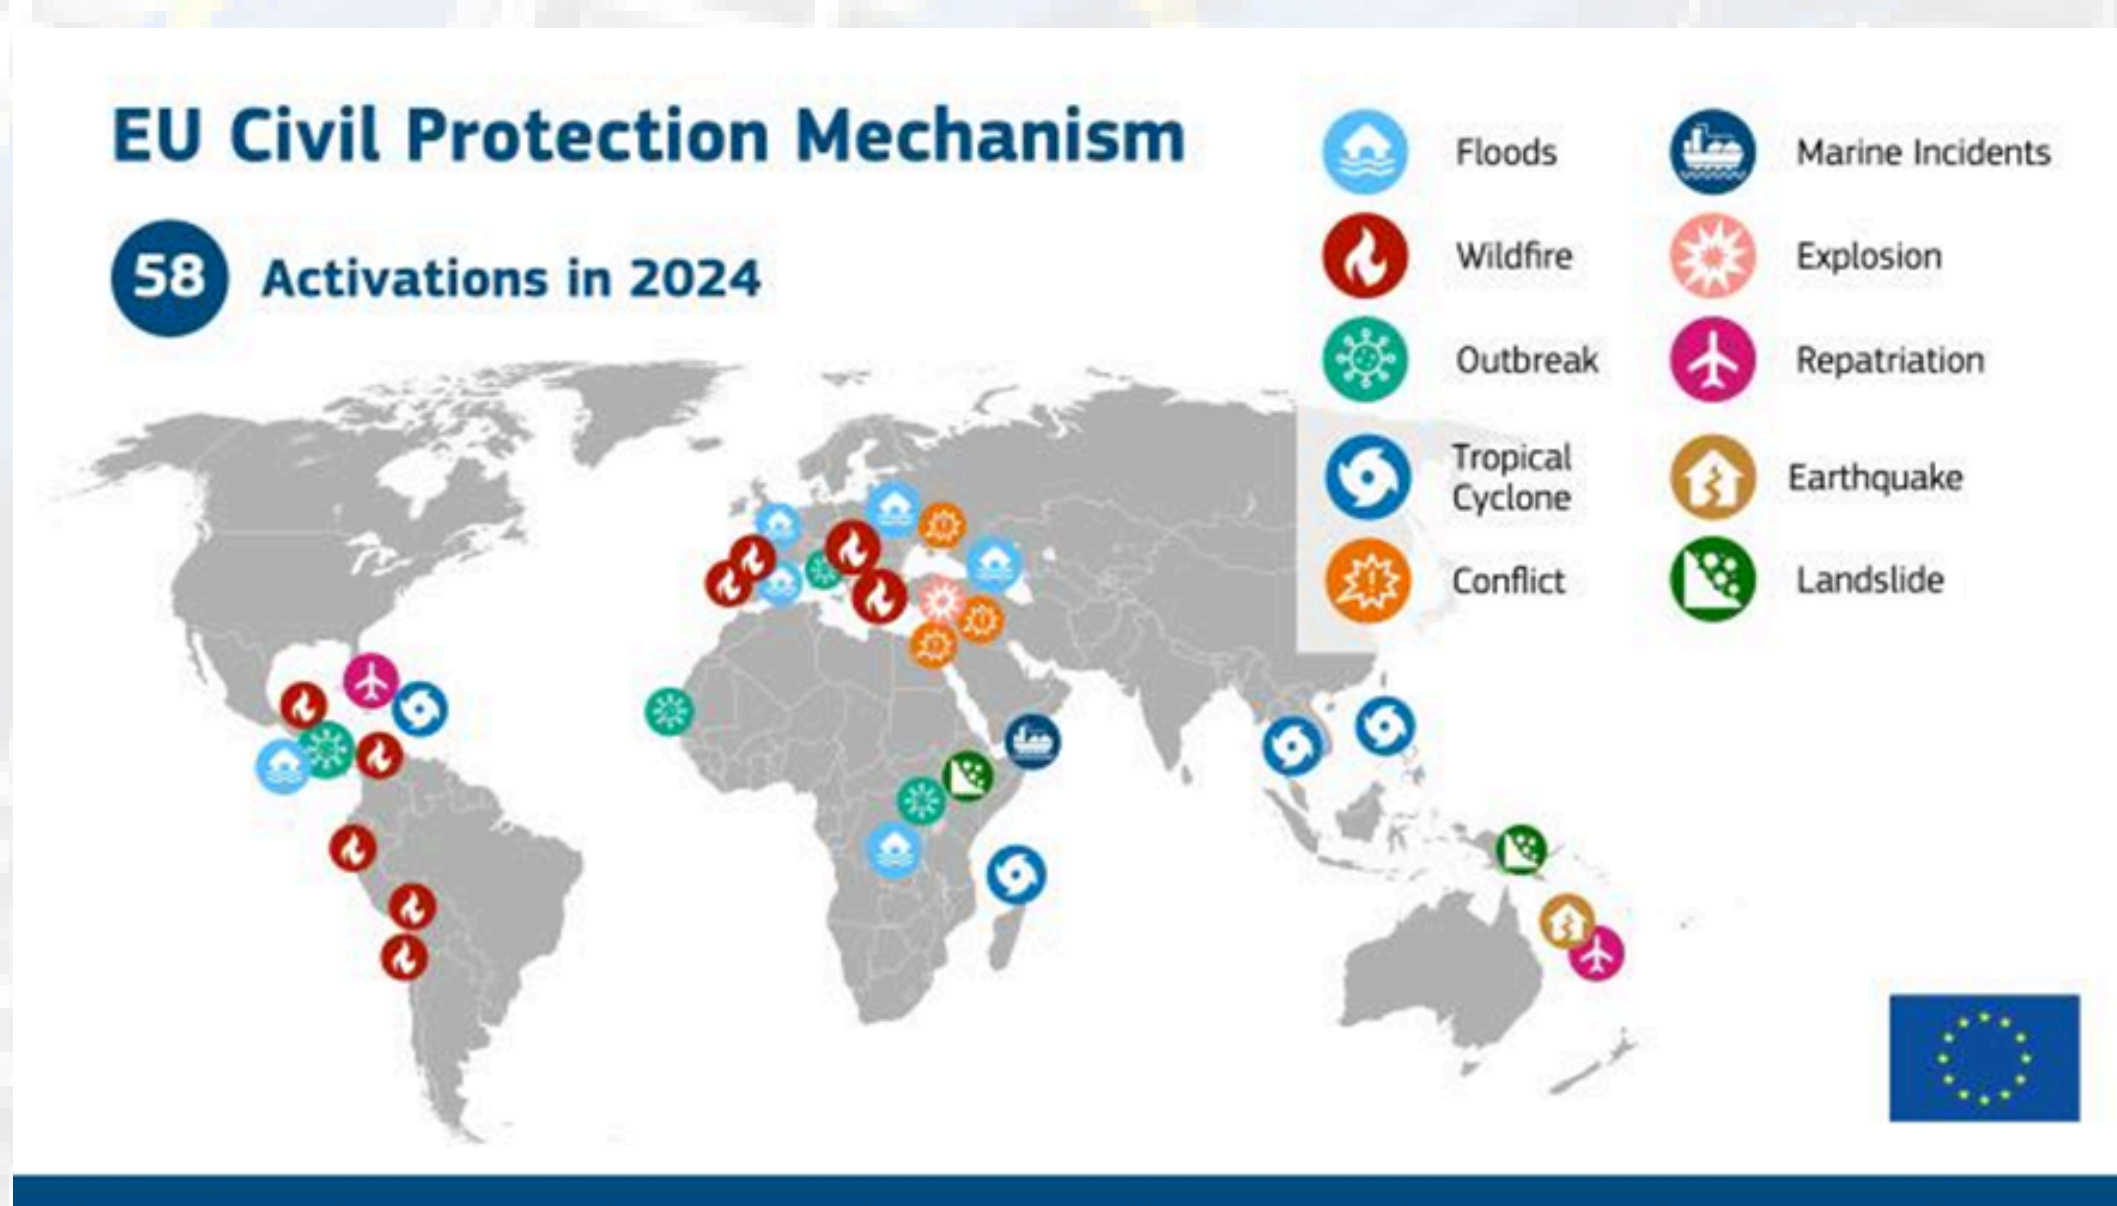 EU Civil Protection Mechanism
58 Activations in 2024
Floods
Wildfire
Outbreak
Tropical
Cyclone
Conflict
Marine Incidents
Explosion
Repatriation
Earthquake
Landslide